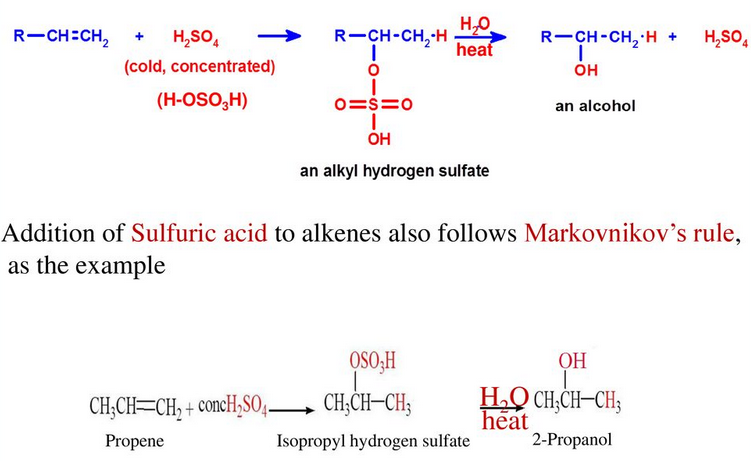 R—CH=CH₂ + H₂SO₄ R—CH-CH₂-H H₂O R—CH-CH₂·H + H₂SO₄
(cold, concentrated) O heat OH
(H-OSO₃H) O=S=O an alcohol
OH
an alkyl hydrogen sulfate
Addition of Sulfuric acid to alkenes also follows Markovnikov's rule,
as the example
OSO₃H OH
CH₃CH=CH₂ + concH₂SO₄ CH₃CH—CH₃ H₂O CH₃CH—CH₃
heat
Propene Isopropyl hydrogen sulfate 2-Propanol